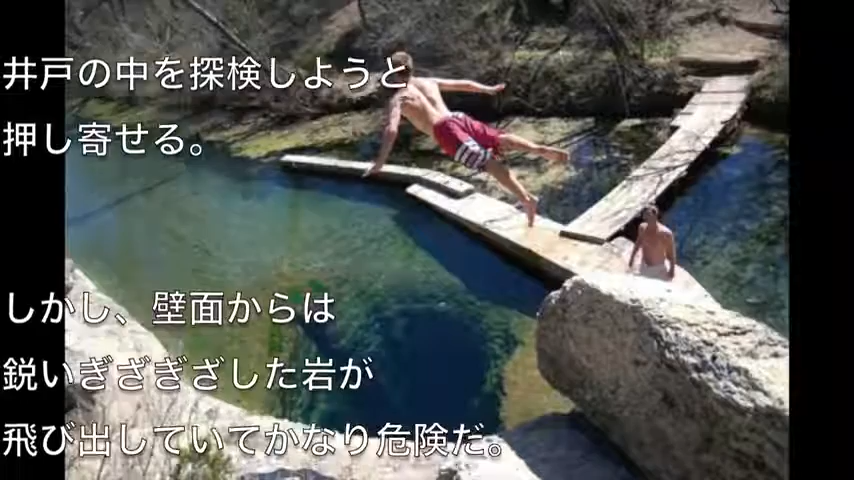 井戸の中を探検しようと
押し寄せる。
しかし、壁面からは
鋭いぎざぎざした岩が
飛び出していてかなり危険だ。